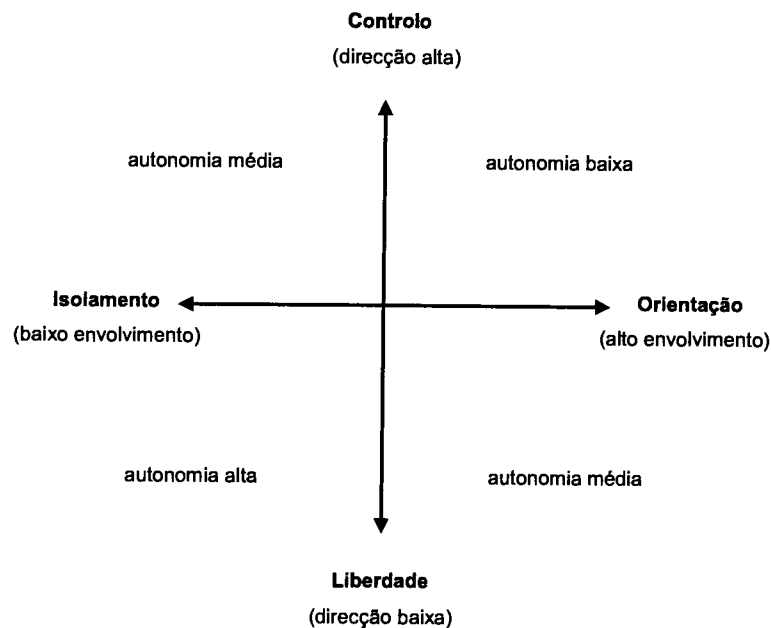 Controlo
(direcção alta)
autonomia média
autonomia baixa
Isolamento
Orientação
(baixo envolvimento)
(alto envolvimento)
autonomia alta
autonomia média
Liberdade
(direcção baixa)